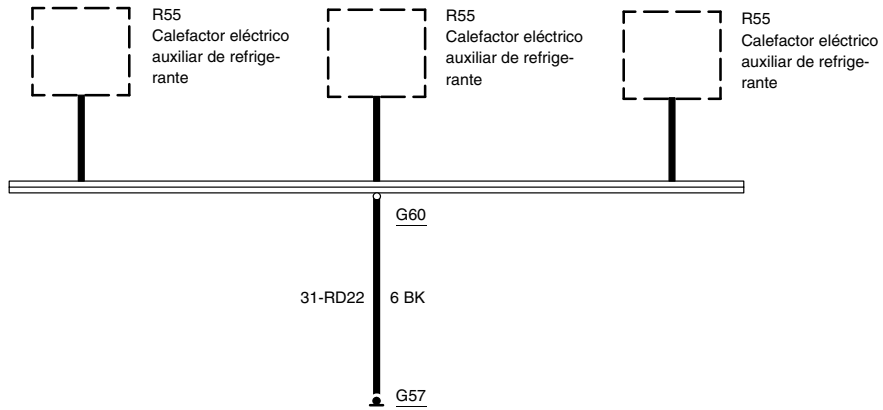 R55
Calefactor eléctrico
auxiliar de refrige-
rante
R55
Calefactor eléctrico
auxiliar de refrige-
rante
R55
Calefactor eléctrico
auxiliar de refrige-
rante
G60
31-RD22 6 BK
G57